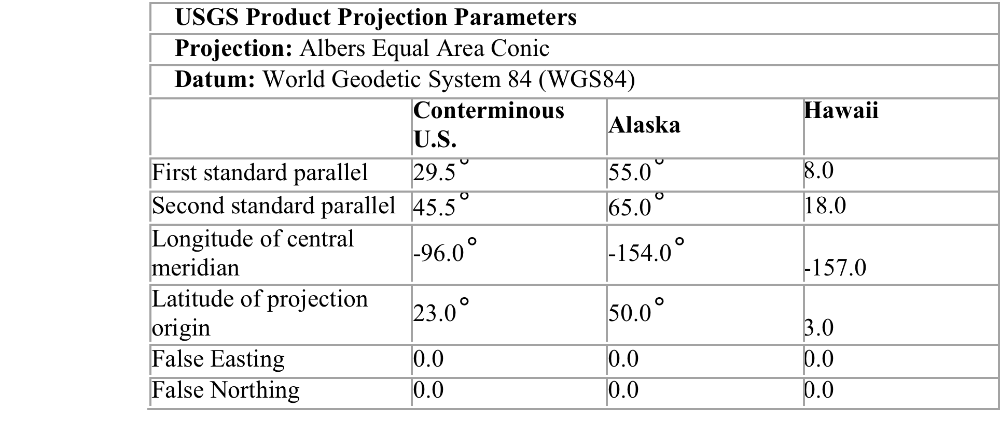 USGS Product Projection Parameters
Projection: Albers Equal Area Conic
Datum: World Geodetic System 84 (WGS84)
Conterminous U.S. Alaska Hawaii
First standard parallel 29.5° 55.0° 8.0
Second standard parallel 45.5° 65.0° 18.0
Longitude of central meridian -96.0° -154.0° -157.0
Latitude of projection origin 23.0° 50.0° 3.0
False Easting 0.0 0.0 0.0
False Northing 0.0 0.0 0.0